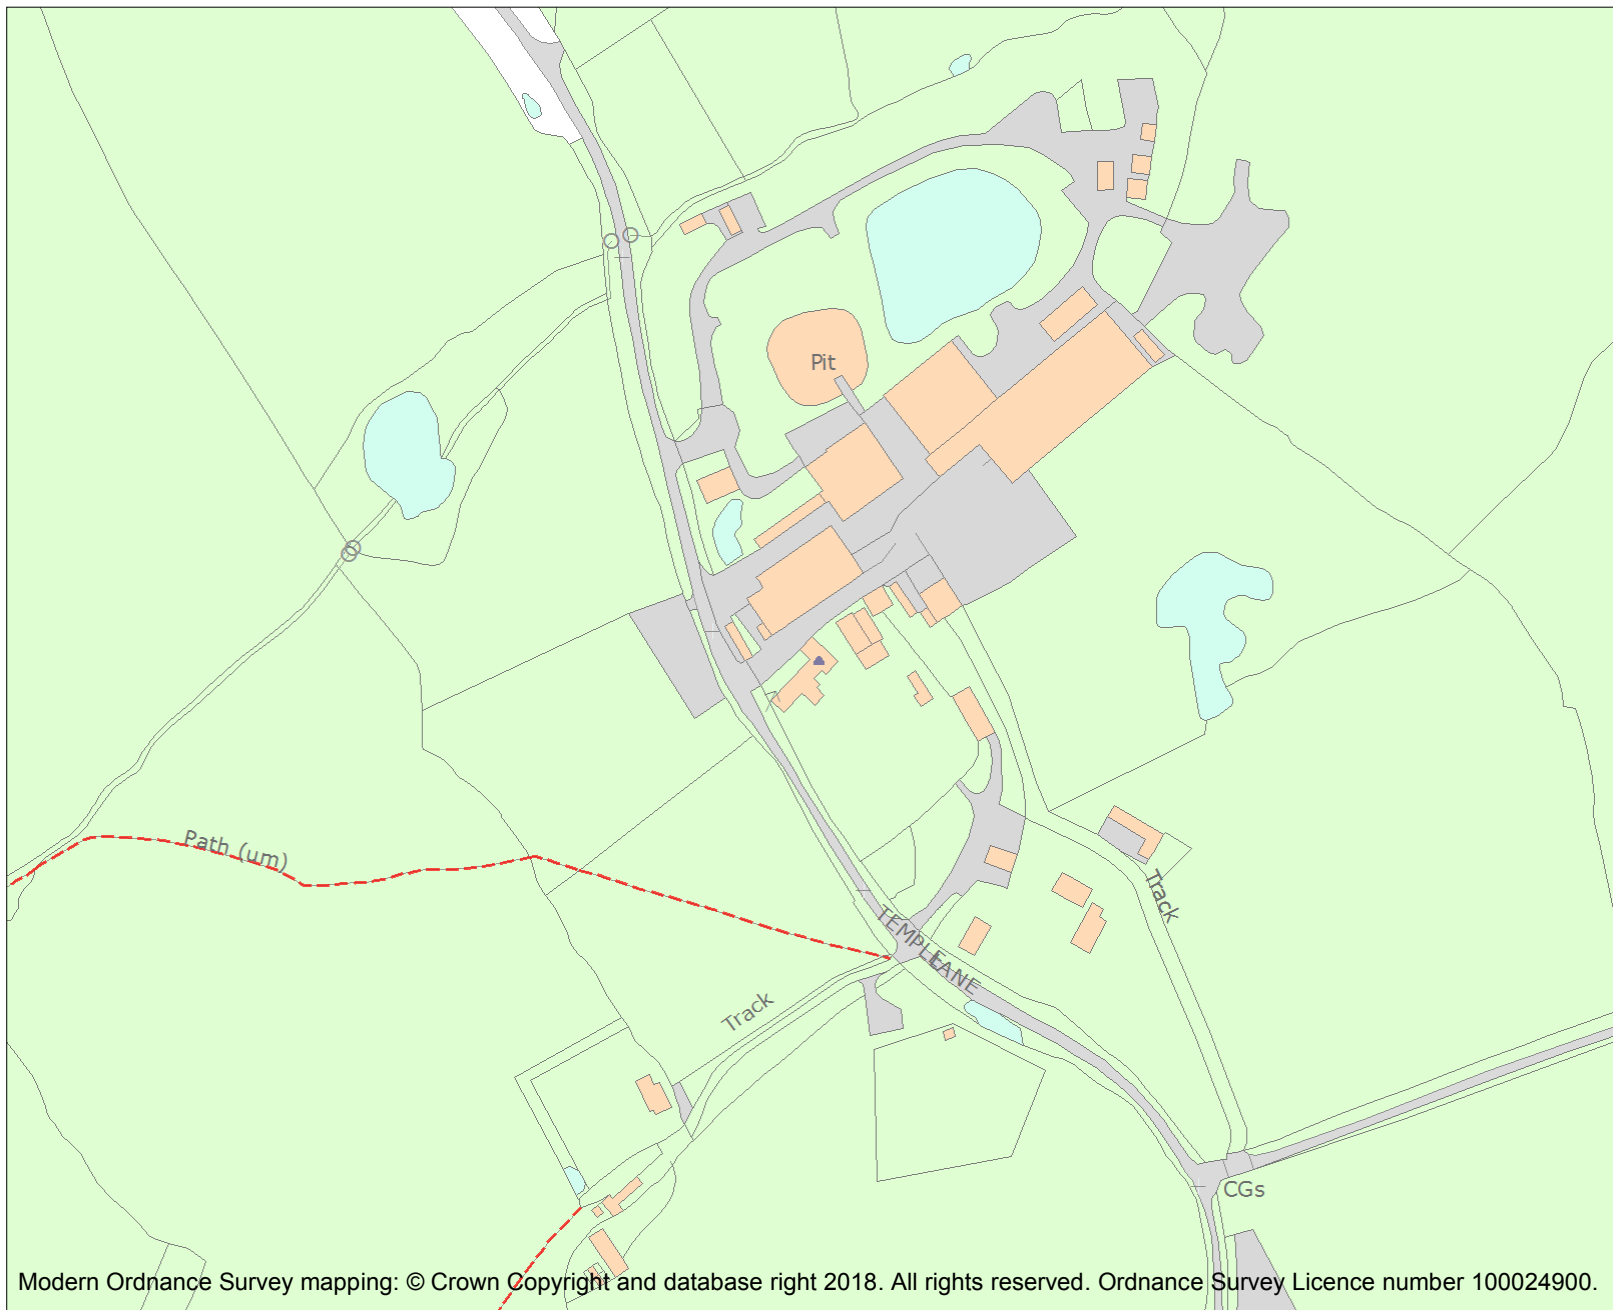 Pit
Path (um)
Track
TEMPLE
LANE
Track
CGs
Modern Ordnance Survey mapping: © Crown Copyright and database right 2018. All rights reserved. Ordnance Survey Licence number 100024900.